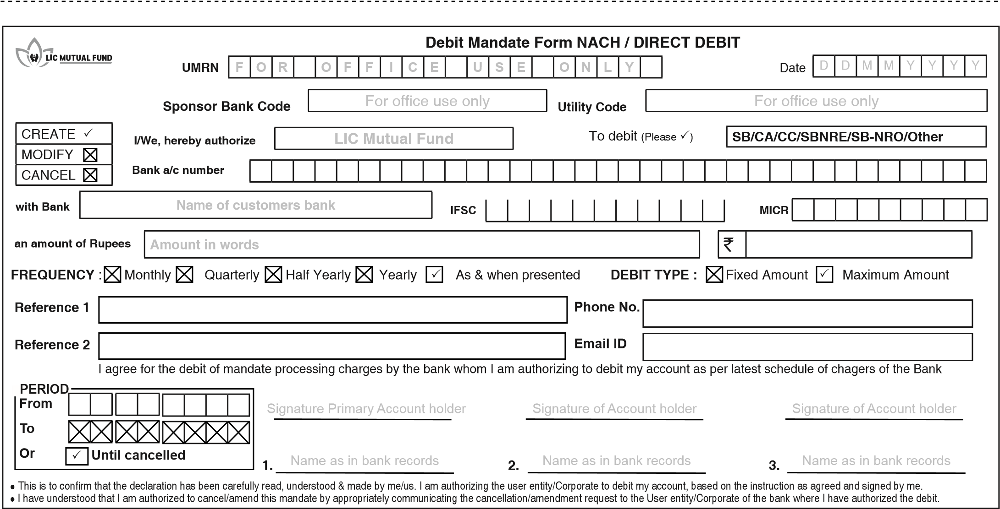 Debit Mandate Form NACH / DIRECT DEBIT
LIC MUTUAL FUND
UMRN FOR OFFICE USE ONLY Date DDMMYYYY
Sponsor Bank Code For office use only Utility Code For office use only
CREATE ✓ I/We, hereby authorize LIC Mutual Fund To debit (Please ✓) SB/CA/CC/SBNRE/SB-NRO/Other
MODIFY
CANCEL Bank a/c number
with Bank Name of customers bank IFSC MICR
an amount of Rupees Amount in words ₹
FREQUENCY : Monthly Quarterly Half Yearly Yearly ✓ As & when presented DEBIT TYPE : Fixed Amount ✓ Maximum Amount
Reference 1 Phone No.
Reference 2 Email ID
I agree for the debit of mandate processing charges by the bank whom I am authorizing to debit my account as per latest schedule of chagers of the Bank
PERIOD
From Signature Primary Account holder Signature of Account holder Signature of Account holder
To
Or ✓ Until cancelled
1. Name as in bank records 2. Name as in bank records 3. Name as in bank records
• This is to confirm that the declaration has been carefully read, understood & made by me/us. I am authorizing the user entity/Corporate to debit my account, based on the instruction as agreed and signed by me.
• I have understood that I am authorized to cancel/amend this mandate by appropriately communicating the cancellation/amendment request to the User entity/Corporate of the bank where I have authorized the debit.